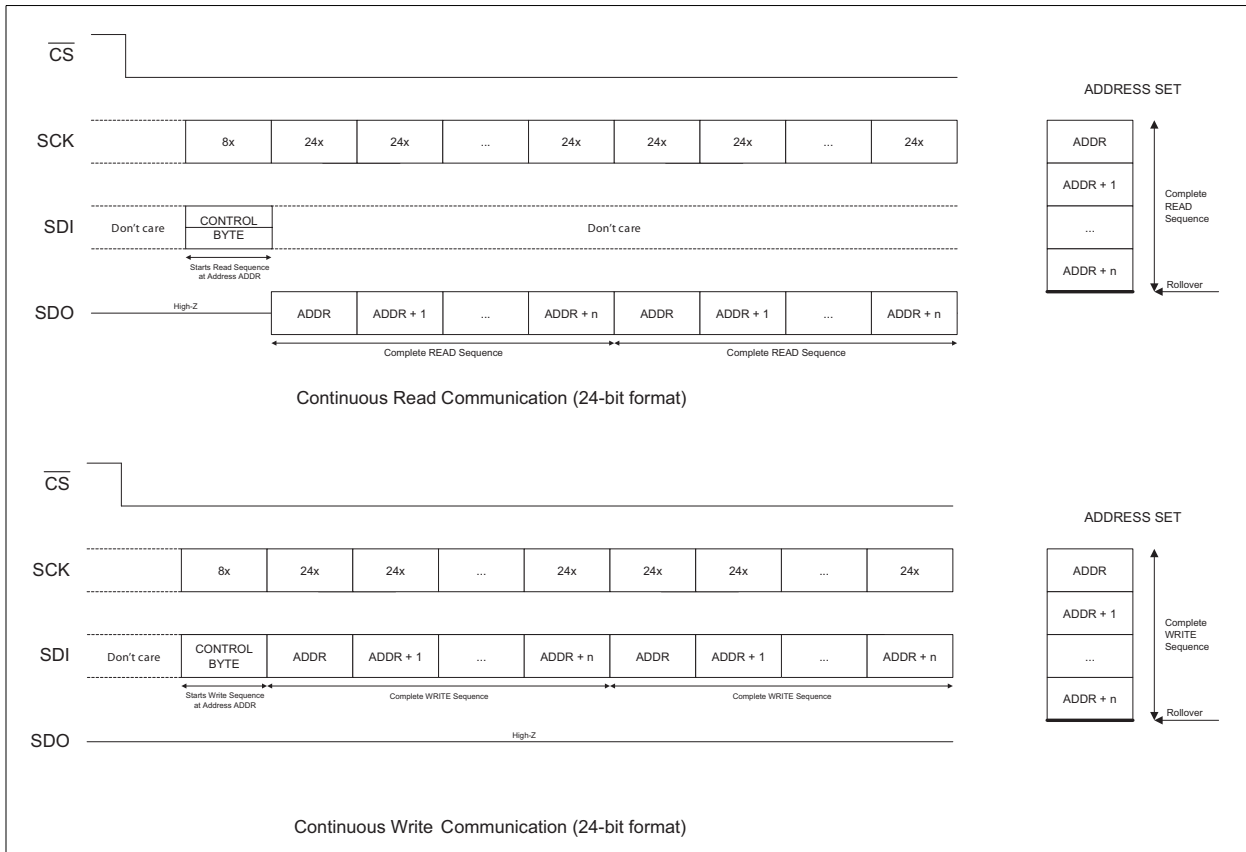 CS
ADDRESS SET
SCK
8x 24x 24x ... 24x 24x 24x ... 24x
ADDR
ADDR + 1
...
ADDR + n
Complete
READ
Sequence
Rollover
SDI
Don't care
CONTROL
BYTE
Don't care
Starts Read Sequence
at Address ADDR
SDO
High-Z
ADDR ADDR + 1 ... ADDR + n ADDR ADDR + 1 ... ADDR + n
Complete READ Sequence Complete READ Sequence
Continuous Read Communication (24-bit format)
CS
ADDRESS SET
SCK
8x 24x 24x ... 24x 24x 24x ... 24x
ADDR
ADDR + 1
...
ADDR + n
Complete
WRITE
Sequence
Rollover
SDI
Don't care
CONTROL
BYTE
ADDR ADDR + 1 ... ADDR + n ADDR ADDR + 1 ... ADDR + n
Starts Write Sequence
at Address ADDR
Complete WRITE Sequence Complete WRITE Sequence
SDO
High-Z
Continuous Write Communication (24-bit format)